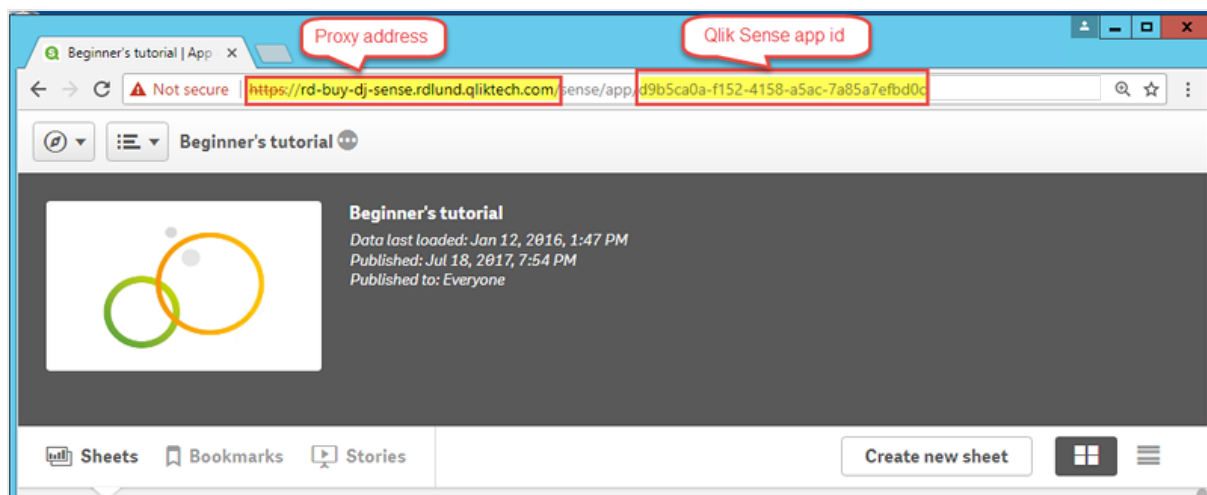 Proxy address
Qlik Sense app id
Beginner's tutorial | App
Not secure | https://rd-buy-dj-sense.rdlund.qliktech.com/sense/app/d9b5ca0a-f152-4158-a5ac-7a85a7efbd0c
Beginner's tutorial
Beginner's tutorial
Data last loaded: Jan 12, 2016, 1:47 PM
Published: Jul 18, 2017, 7:54 PM
Published to: Everyone
Sheets Bookmarks Stories Create new sheet